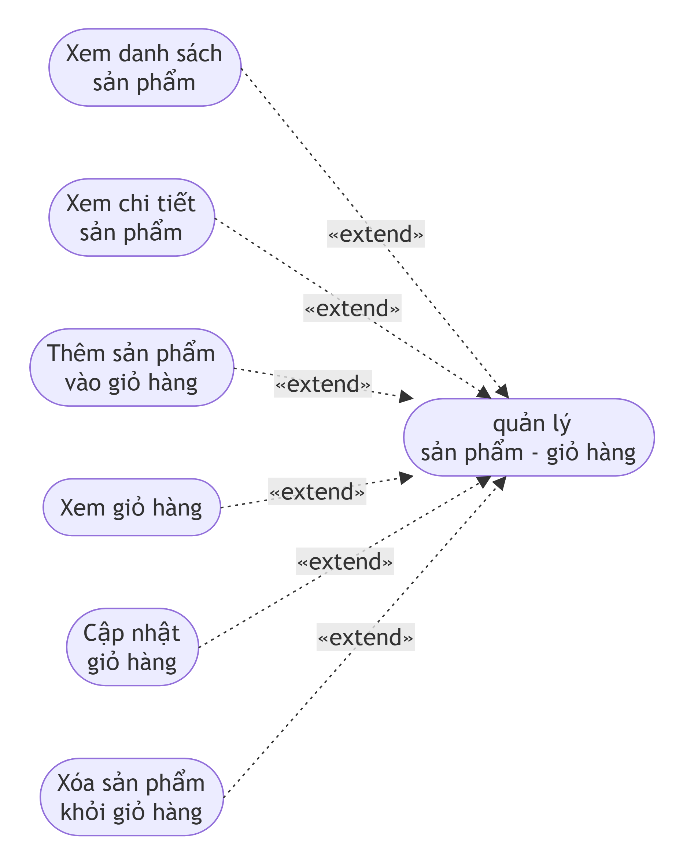 Xem danh sách
sản phẩm
Xem chi tiết
sản phẩm
«extend»
«extend»
Thêm sản phẩm
vào giỏ hàng
«extend»
quản lý
sản phẩm - giỏ hàng
Xem giỏ hàng
«extend»
«extend»
Cập nhật
giỏ hàng
«extend»
Xóa sản phẩm
khỏi giỏ hàng